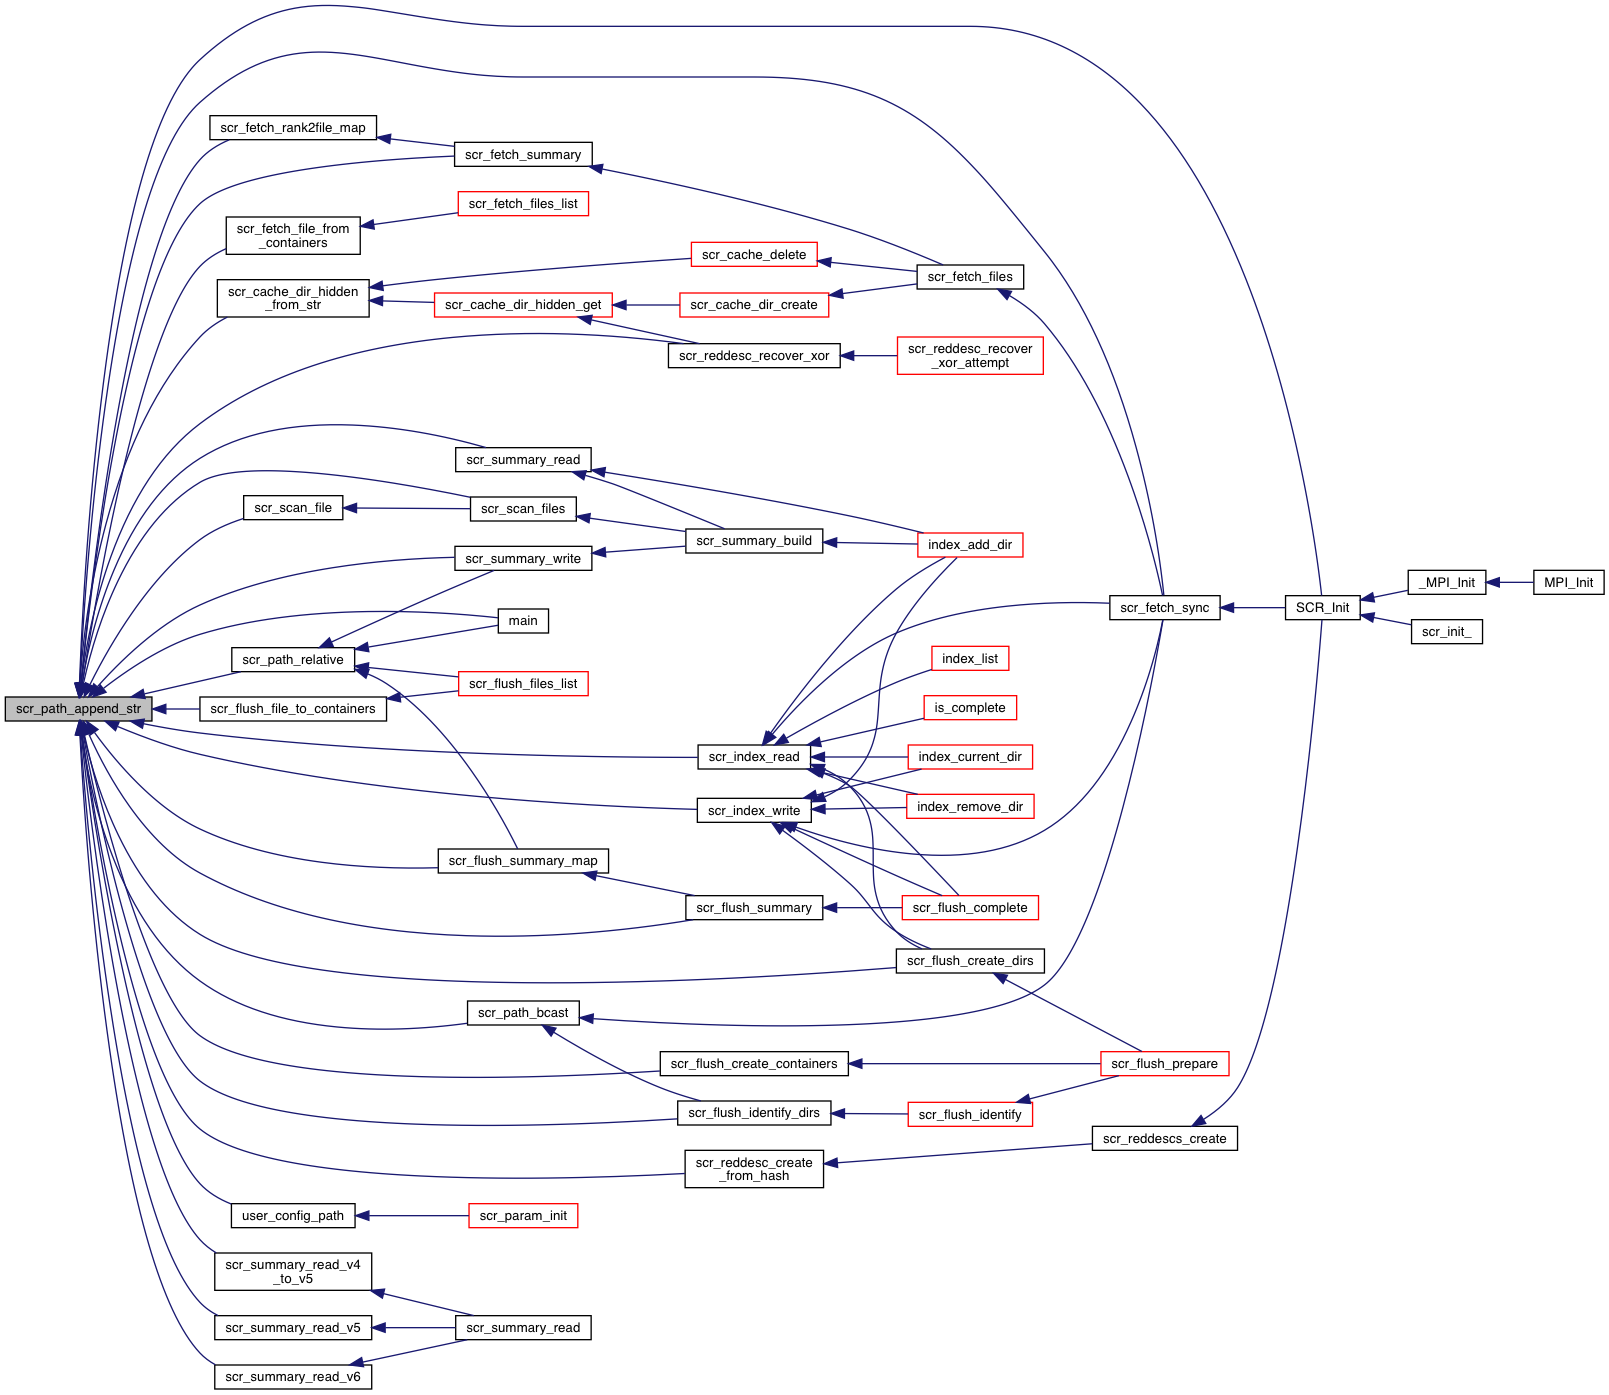 scr_fetch_rank2file_map
scr_fetch_summary
scr_fetch_files_list
scr_fetch_file_from
_containers
scr_cache_delete
scr_fetch_files
scr_cache_dir_hidden
_from_str
scr_cache_dir_hidden_get
scr_cache_dir_create
scr_reddesc_recover_xor
scr_reddesc_recover
_xor_attempt
scr_summary_read
scr_scan_file
scr_scan_files
scr_summary_build
index_add_dir
scr_summary_write
_MPI_Init
MPI_Init
scr_fetch_sync
SCR_Init
main
scr_init_
scr_path_relative
index_list
scr_flush_files_list
scr_path_append_str
scr_flush_file_to_containers
is_complete
scr_index_read
index_current_dir
scr_index_write
index_remove_dir
scr_flush_summary_map
scr_flush_summary
scr_flush_complete
scr_flush_create_dirs
scr_path_bcast
scr_flush_create_containers
scr_flush_prepare
scr_flush_identify_dirs
scr_flush_identify
scr_reddescs_create
scr_reddesc_create
_from_hash
user_config_path
scr_param_init
scr_summary_read_v4
_to_v5
scr_summary_read_v5
scr_summary_read
scr_summary_read_v6